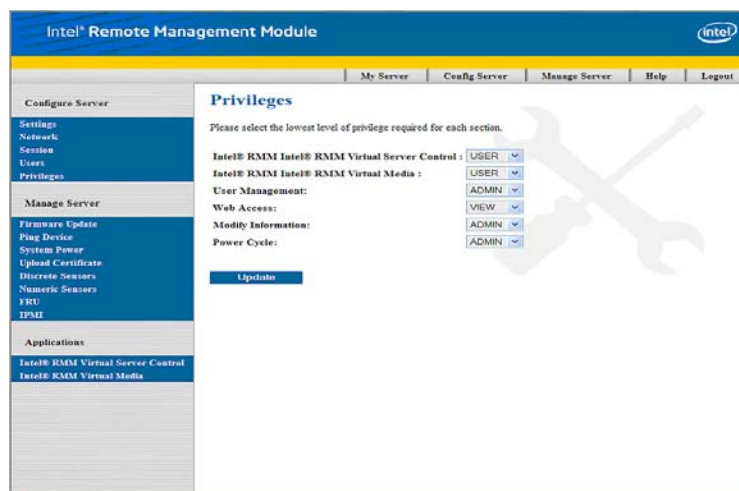 Intel® Remote Management Module
intel
My Server
Config Server
Manage Server
Help
Logout
Configure Server
Settings
Network
Session
Users
Privileges
Manage Server
Firmware Update
Ping Device
System Power
Upload Certificate
Discrete Sensors
Numeric Sensors
FRU
IPMI
Applications
Intel® RMM Virtual Server Control
Intel® RMM Virtual Media
Privileges
Please select the lowest level of privilege required for each section.
Intel® RMM Intel® RMM Virtual Server Control : USER
Intel® RMM Intel® RMM Virtual Media : USER
User Management: ADMIN
Web Access: VIEW
Modify Information: ADMIN
Power Cycle: ADMIN
Update